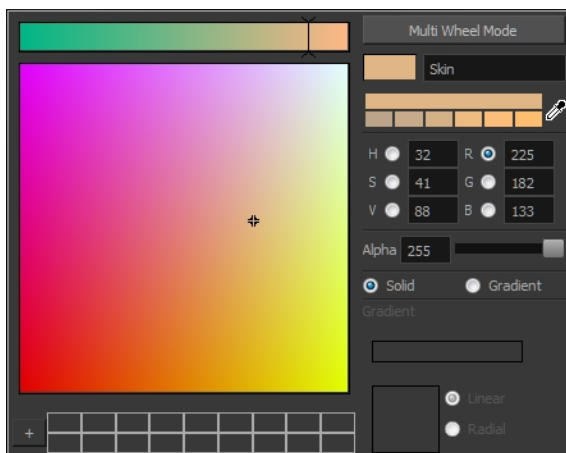 Multi Wheel Mode
Skin
H 32 R 225
S 41 G 182
V 88 B 133
Alpha 255
Solid Gradient
Gradient
Linear
+
Radial